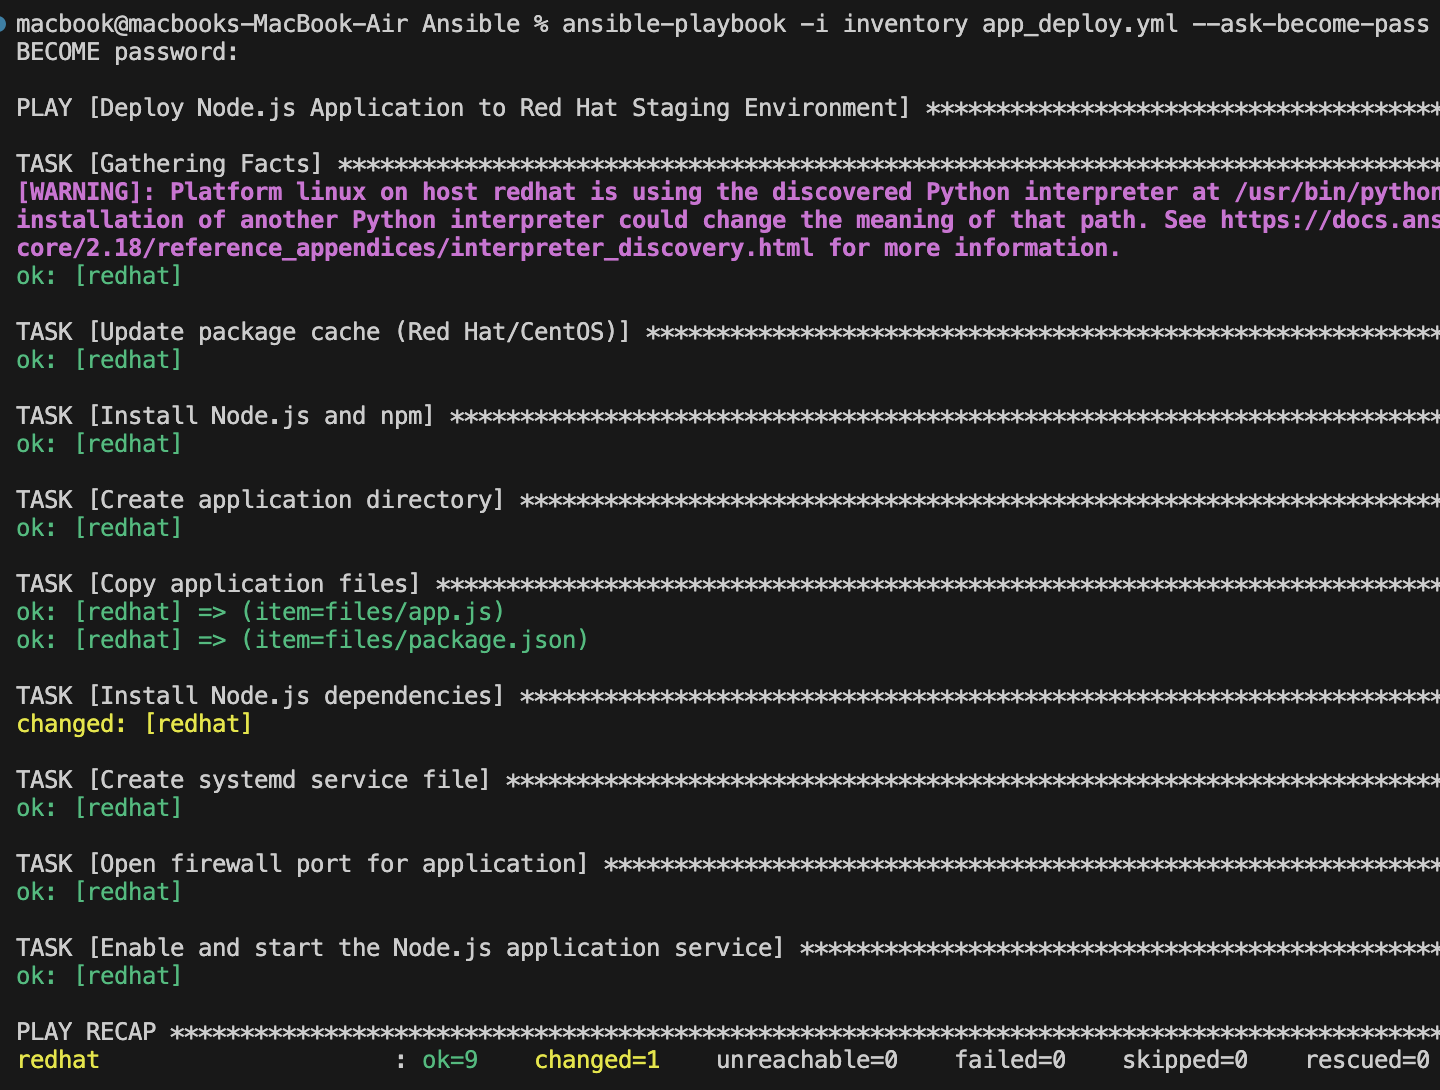 macbook@macbooks-MacBook-Air Ansible % ansible-playbook -i inventory app_deploy.yml --ask-become-pass
BECOME password:
PLAY [Deploy Node.js Application to Red Hat Staging Environment] *************************************
TASK [Gathering Facts] *******************************************************************************
[WARNING]: Platform linux on host redhat is using the discovered Python interpreter at /usr/bin/python
installation of another Python interpreter could change the meaning of that path. See https://docs.ans
core/2.18/reference_appendices/interpreter_discovery.html for more information.
ok: [redhat]
TASK [Update package cache (Red Hat/CentOS)] *********************************************************
ok: [redhat]
TASK [Install Node.js and npm] ***********************************************************************
ok: [redhat]
TASK [Create application directory] ******************************************************************
ok: [redhat]
TASK [Copy application files] ************************************************************************
ok: [redhat] => (item=files/app.js)
ok: [redhat] => (item=files/package.json)
TASK [Install Node.js dependencies] ******************************************************************
changed: [redhat]
TASK [Create systemd service file] *******************************************************************
ok: [redhat]
TASK [Open firewall port for application] ************************************************************
ok: [redhat]
TASK [Enable and start the Node.js application service] **********************************************
ok: [redhat]
PLAY RECAP *******************************************************************************************
redhat                     : ok=9    changed=1    unreachable=0    failed=0    skipped=0    rescued=0